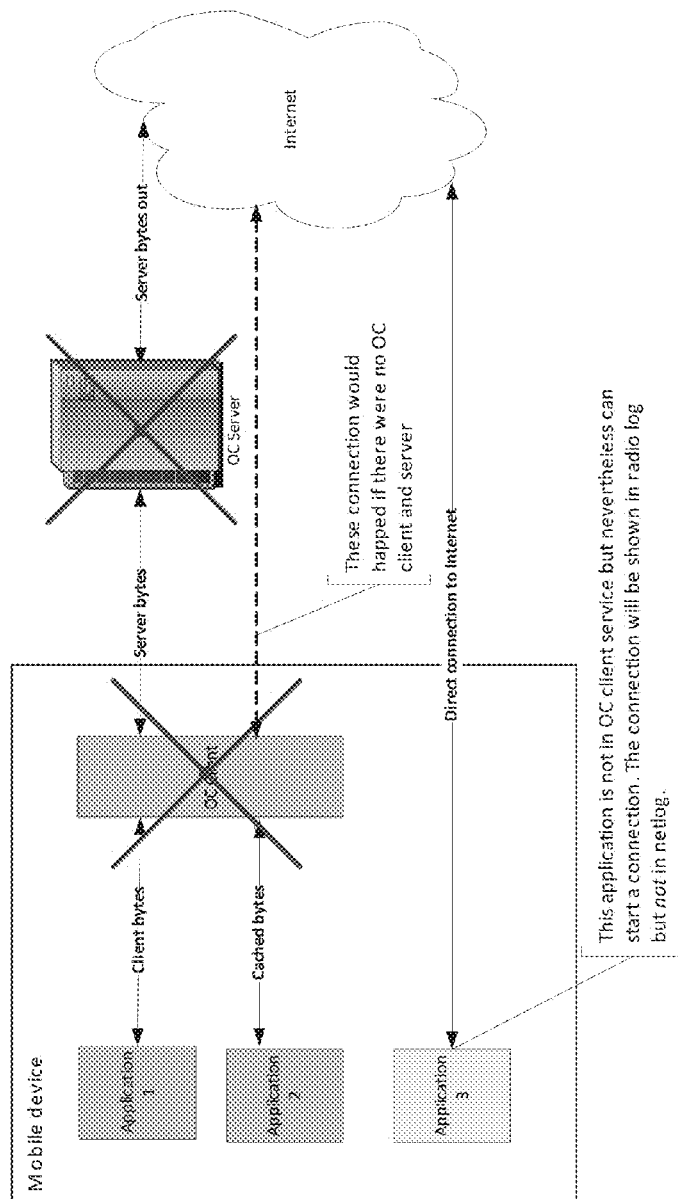 Mobile device
Application
1
Application
2
Application
3
Client bytes
Cached bytes
OC Client
Server bytes
OC Server
Server bytes out
Internet
These connection would
happed if there were no OC
client and server
Direct connection to Internet
This application is not in OC client service but nevertheless can
start a connection. The connection will be shown in radio log
but not in netlog.